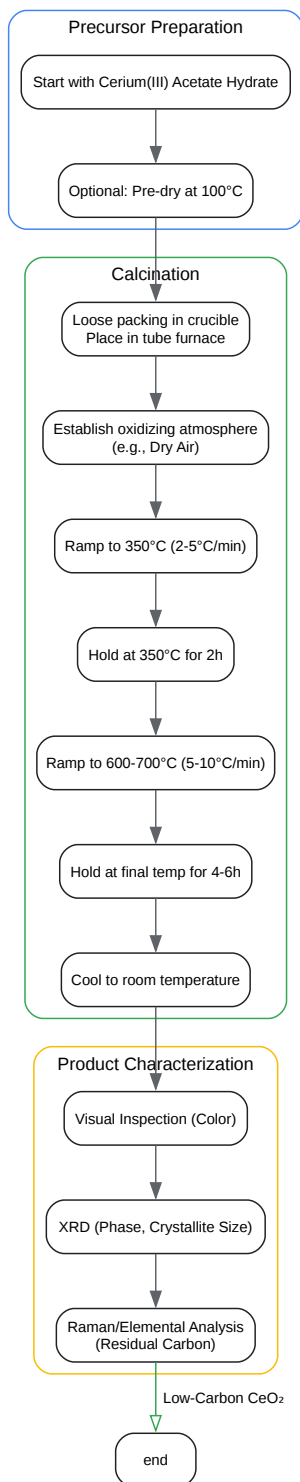 Precursor Preparation
Start with Cerium(III) Acetate Hydrate
Optional: Pre-dry at 100°C
Calcination
Loose packing in crucible
Place in tube furnace
Establish oxidizing atmosphere
(e.g., Dry Air)
Ramp to 350°C (2-5°C/min)
Hold at 350°C for 2h
Ramp to 600-700°C (5-10°C/min)
Hold at final temp for 4-6h
Cool to room temperature
Product Characterization
Visual Inspection (Color)
XRD (Phase, Crystallite Size)
Raman/Elemental Analysis
(Residual Carbon)
Low-Carbon CeO₂
end